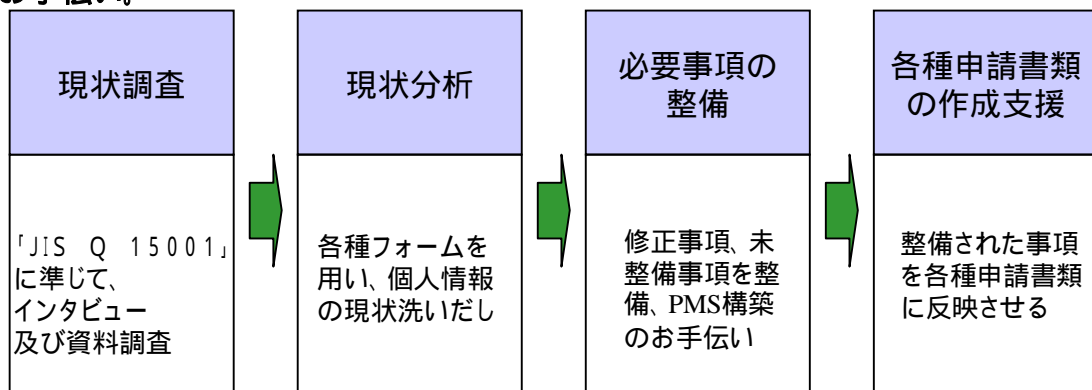 お手伝い。
現状調査
現状分析
必要事項の
整備
各種申請書類
の作成支援
「JIS Q 15001」
に準じて、
インタビュー
及び資料調査
各種フォームを
用い、個人情報
の現状洗いだし
修正事項、未
整備事項を整
備、PMS構築
のお手伝い
整備された事項
を各種申請書類
に反映させる